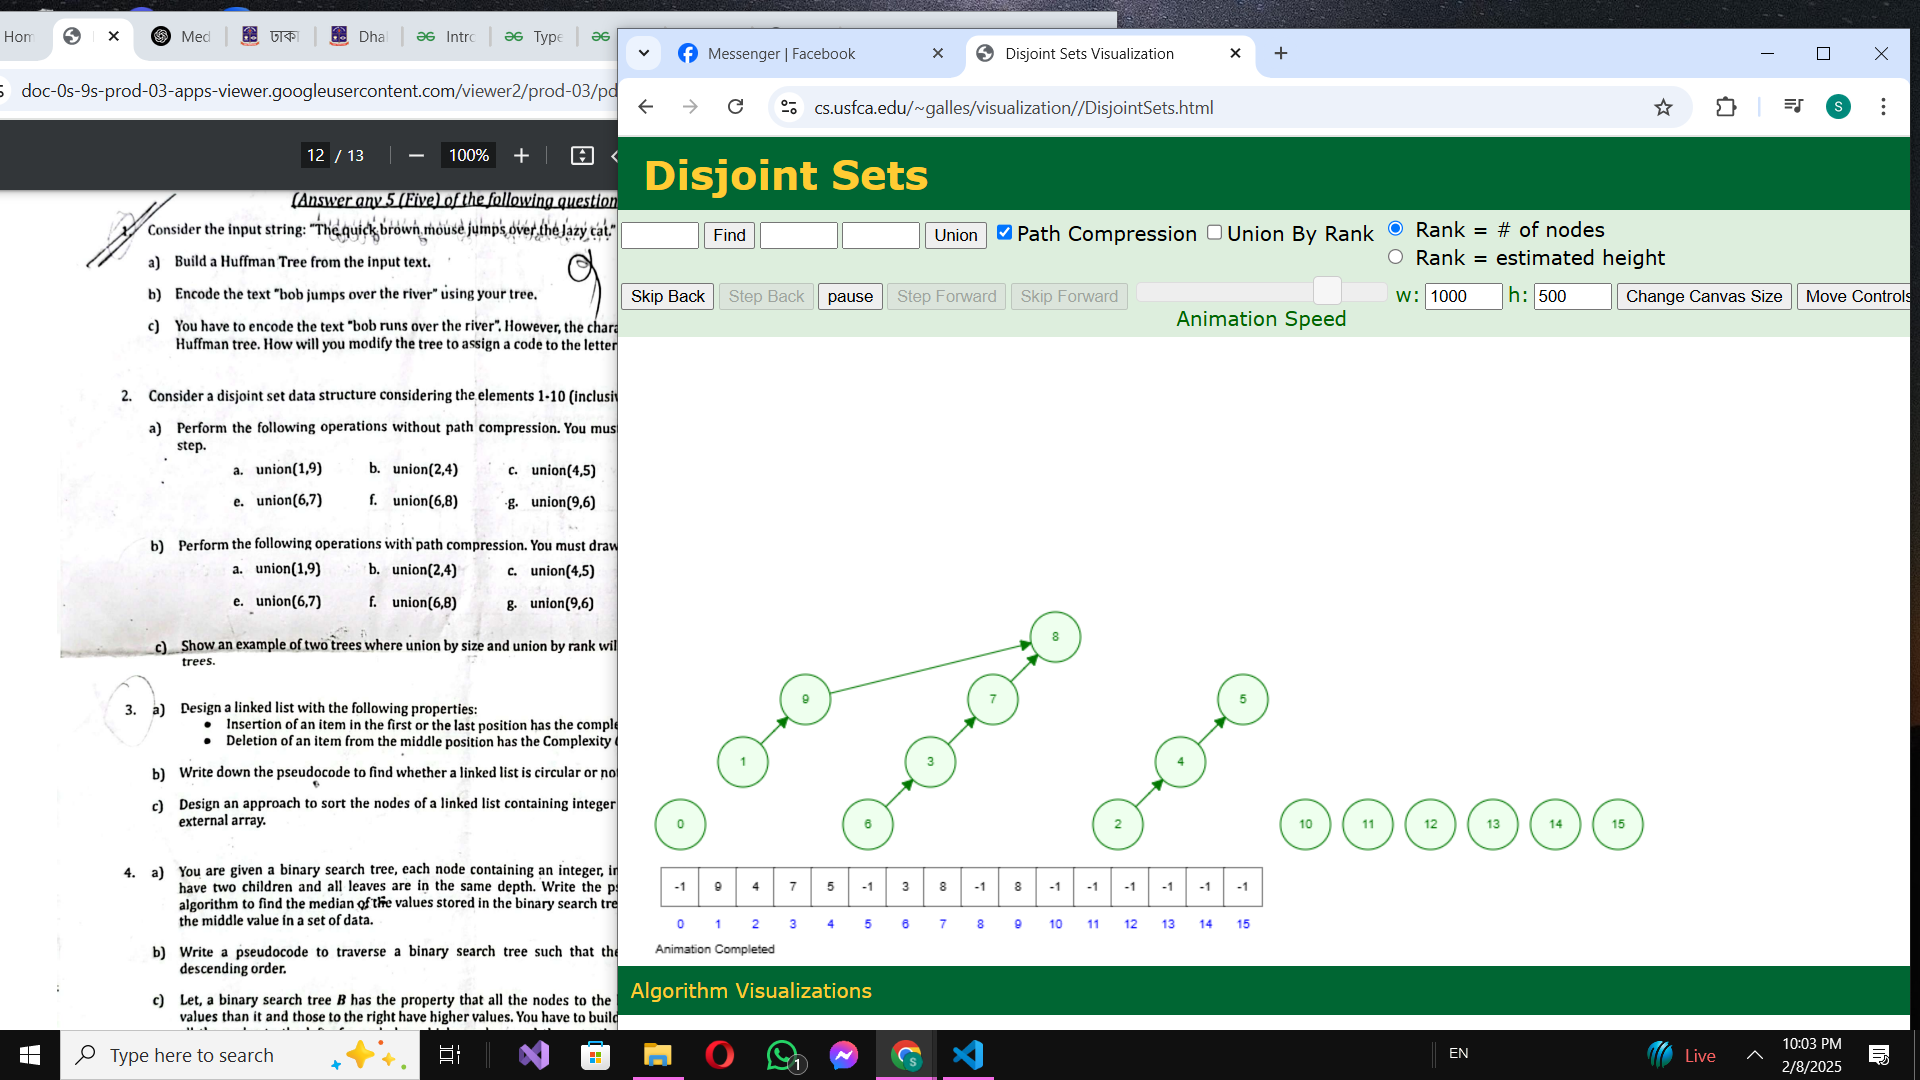 Hom
Med
ঢাকা
Dha
Intro
Type
doc-0s-9s-prod-03-apps-viewer.googleusercontent.com/viewer2/prod-03/pd
12 / 13
100%
(Answer any 5 (Five) of the following question
1. Consider the input string: "The quick brown mouse jumps over the lazy cat."
a) Build a Huffman Tree from the input text.
b) Encode the text "bob jumps over the river" using your tree.
c) You have to encode the text "bob runs over the river". However, the chara
Huffman tree. How will you modify the tree to assign a code to the letter
2. Consider a disjoint set data structure considering the elements 1-10 (inclusiv
a) Perform the following operations without path compression. You mus
step.
a. union(1,9) b. union(2,4) c. union(4,5)
e. union(6,7) f. union(6,8) g. union(9,6)
b) Perform the following operations with path compression. You must draw
a. union(1,9) b. union(2,4) c. union(4,5)
e. union(6,7) f. union(6,8) g. union(9,6)
c) Show an example of two trees where union by size and union by rank wil
trees.
3. a) Design a linked list with the following properties:
• Insertion of an item in the first or the last position has the comple
• Deletion of an item from the middle position has the Complexity (
b) Write down the pseudocode to find whether a linked list is circular or no
c) Design an approach to sort the nodes of a linked list containing integer
external array.
4. a) You are given a binary search tree, each node containing an integer, in
have two children and all leaves are in the same depth. Write the ps
algorithm to find the median of the values stored in the binary search tre
the middle value in a set of data.
b) Write a pseudocode to traverse a binary search tree such that the
descending order.
c) Let, a binary search tree B has the property that all the nodes to the
values than it and those to the right have higher values. You have to build
Messenger | Facebook
Disjoint Sets Visualization
cs.usfca.edu/~galles/visualization//DisjointSets.html
S
Disjoint Sets
Find Union Path Compression Union By Rank Rank = # of nodes
Rank = estimated height
Skip Back Step Back pause Step Forward Skip Forward w: 1000 h: 500 Change Canvas Size Move Controls
Animation Speed
8
9 7 5
1 3 4
0 6 2 10 11 12 13 14 15
-1 9 4 7 5 -1 3 8 -1 8 -1 -1 -1 -1 -1 -1
0 1 2 3 4 5 6 7 8 9 10 11 12 13 14 15
Animation Completed
Algorithm Visualizations
Type here to search
1
S
EN
Live
10:03 PM
2/8/2025